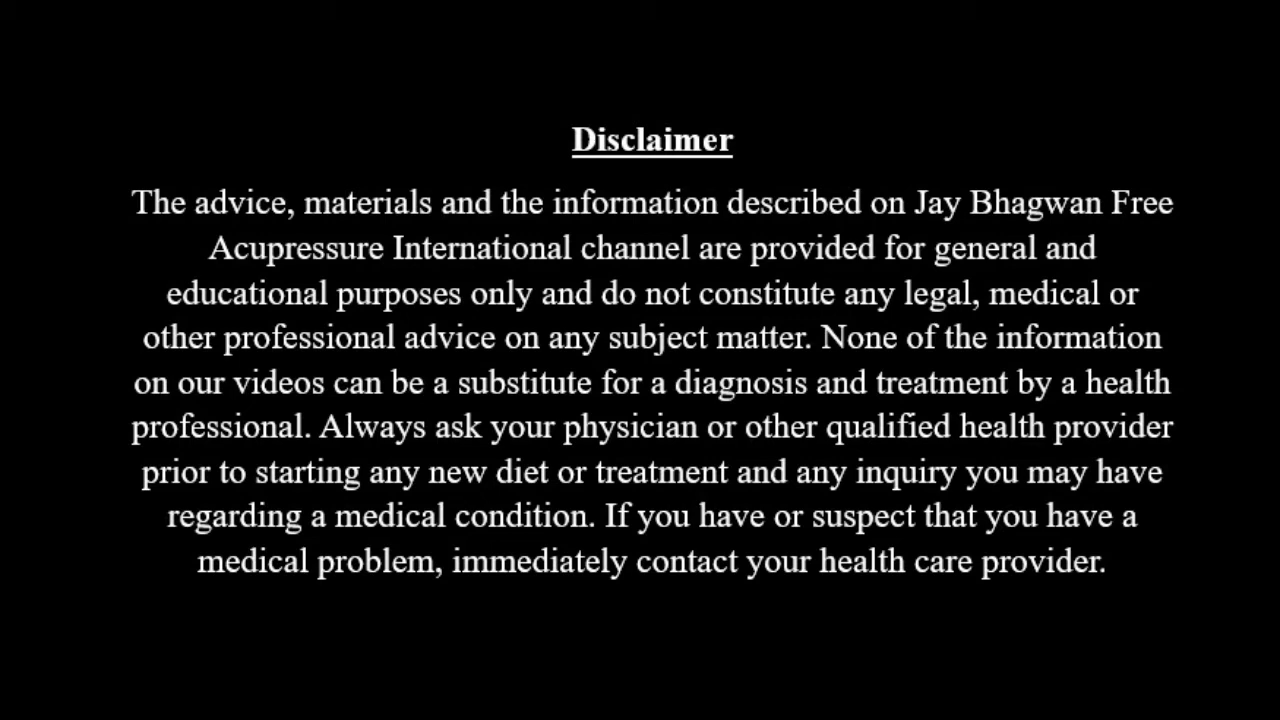 Disclaimer
The advice, materials and the information described on Jay Bhagwan Free
Acupressure International channel are provided for general and
educational purposes only and do not constitute any legal, medical or
other professional advice on any subject matter. None of the information
on our videos can be a substitute for a diagnosis and treatment by a health
professional. Always ask your physician or other qualified health provider
prior to starting any new diet or treatment and any inquiry you may have
regarding a medical condition. If you have or suspect that you have a
medical problem, immediately contact your health care provider.